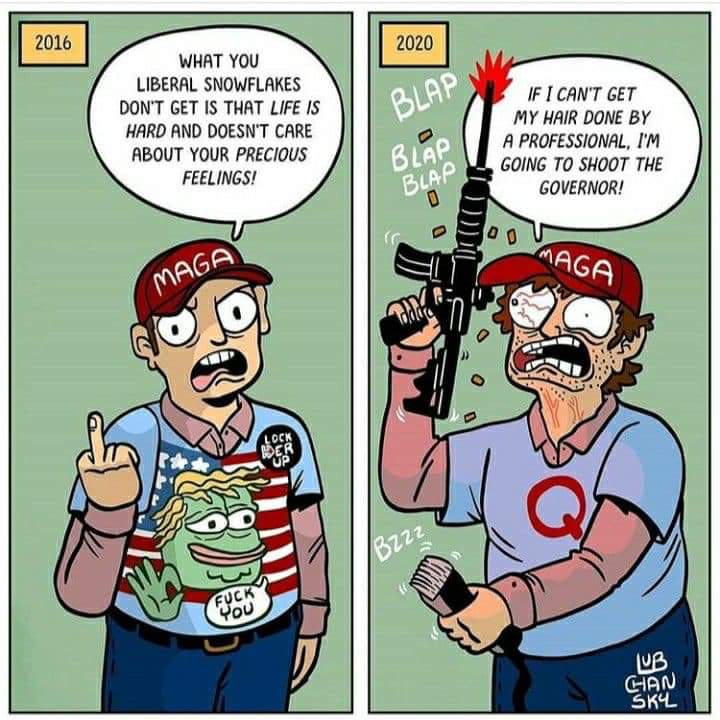 2016
WHAT YOU
LIBERAL SNOWFLAKES
DON'T GET IS THAT LIFE IS
HARD AND DOESN'T CARE
ABOUT YOUR PRECIOUS
FEELINGS!
MAGA
LOCK
HER
UP
FUCK
YOU
2020
BLAP
BLAP
BLAP
IF I CAN'T GET
MY HAIR DONE BY
A PROFESSIONAL, I'M
GOING TO SHOOT THE
GOVERNOR!
MAGA
Q
BZZZ
LUB
CHAN
SKY